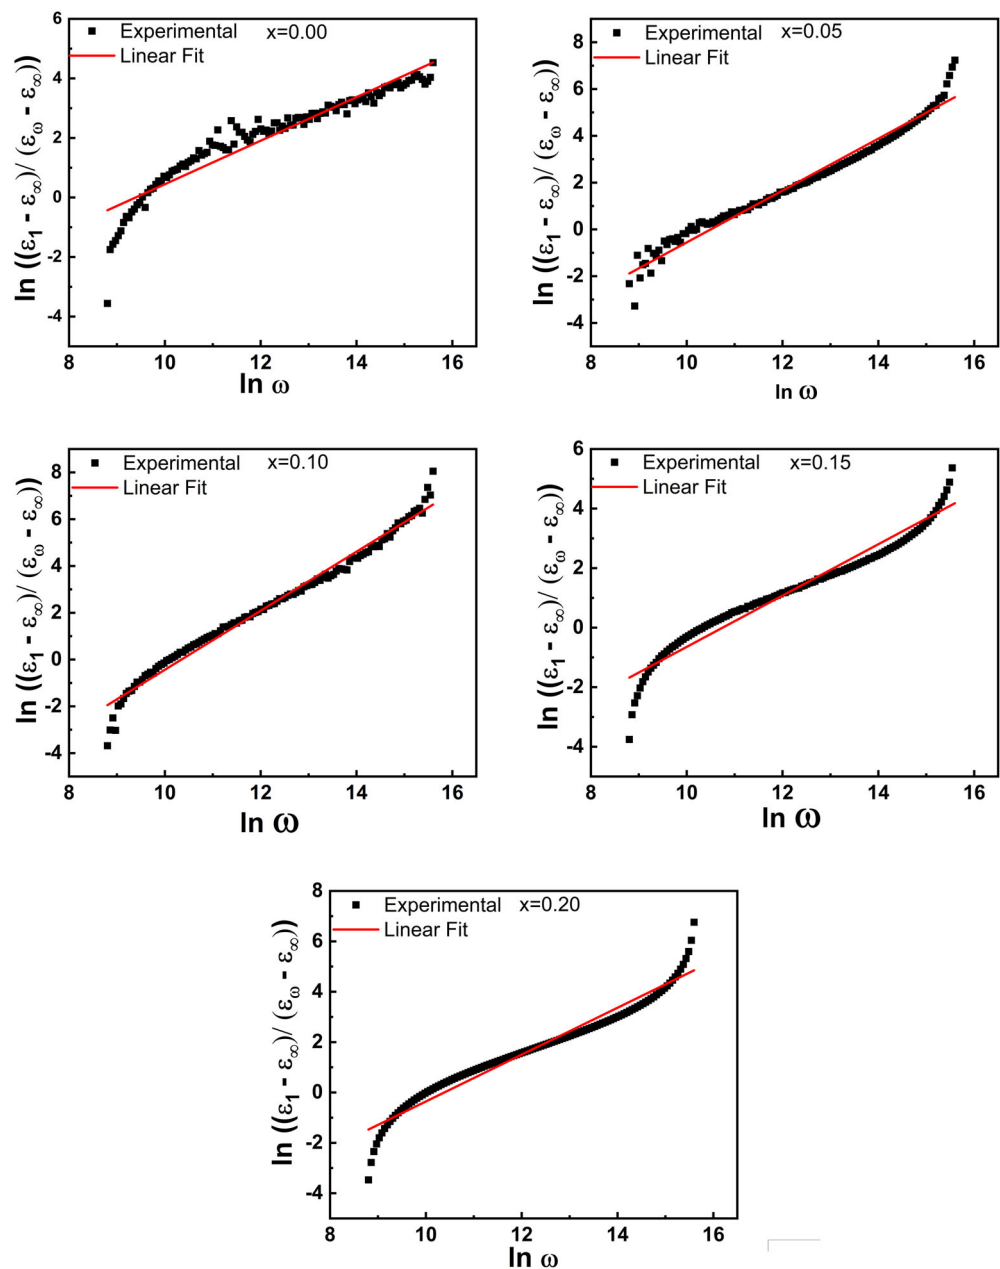 Experimental x=0.00
Linear Fit
ln ((ε₁ - ε∞)/ (εω - ε∞))
6
4
2
0
-2
-4
8 10 12 14 16
ln ω
Experimental x=0.05
Linear Fit
ln ((ε₁ - ε∞)/ (εω - ε∞))
8
6
4
2
0
-2
-4
8 10 12 14 16
ln ω
Experimental x=0.10
Linear Fit
ln ((ε₁ - ε∞)/ (εω - ε∞))
8
6
4
2
0
-2
-4
8 10 12 14 16
ln ω
Experimental x=0.15
Linear Fit
ln ((ε₁ - ε∞)/ (εω - ε∞))
6
4
2
0
-2
-4
8 10 12 14 16
ln ω
Experimental x=0.20
Linear Fit
ln ((ε₁ - ε∞)/ (εω - ε∞))
8
6
4
2
0
-2
-4
8 10 12 14 16
ln ω